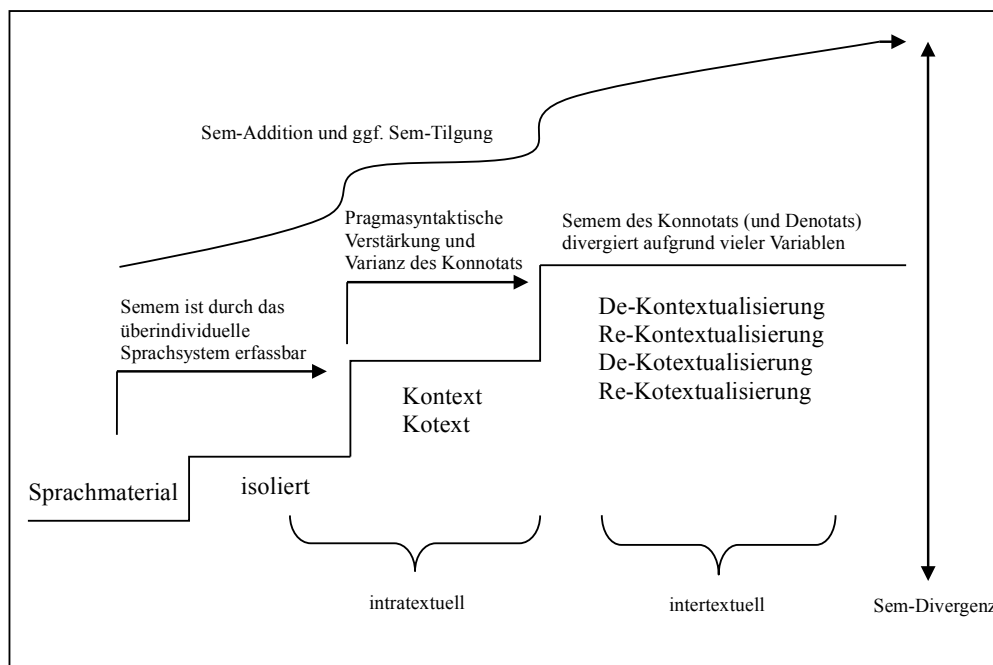 Sem-Addition und ggf. Sem-Tilgung
Pragmasyntaktische
Verstärkung und
Varianz des Konnotats
Semem des Konnotats (und Denotats)
divergiert aufgrund vieler Variablen
Semem ist durch das
überindividuelle
Sprachsystem erfassbar
De-Kontextualisierung
Re-Kontextualisierung
De-Kotextualisierung
Re-Kotextualisierung
Kontext
Kotext
Sprachmaterial
isoliert
intratextuell
intertextuell
Sem-Divergenz